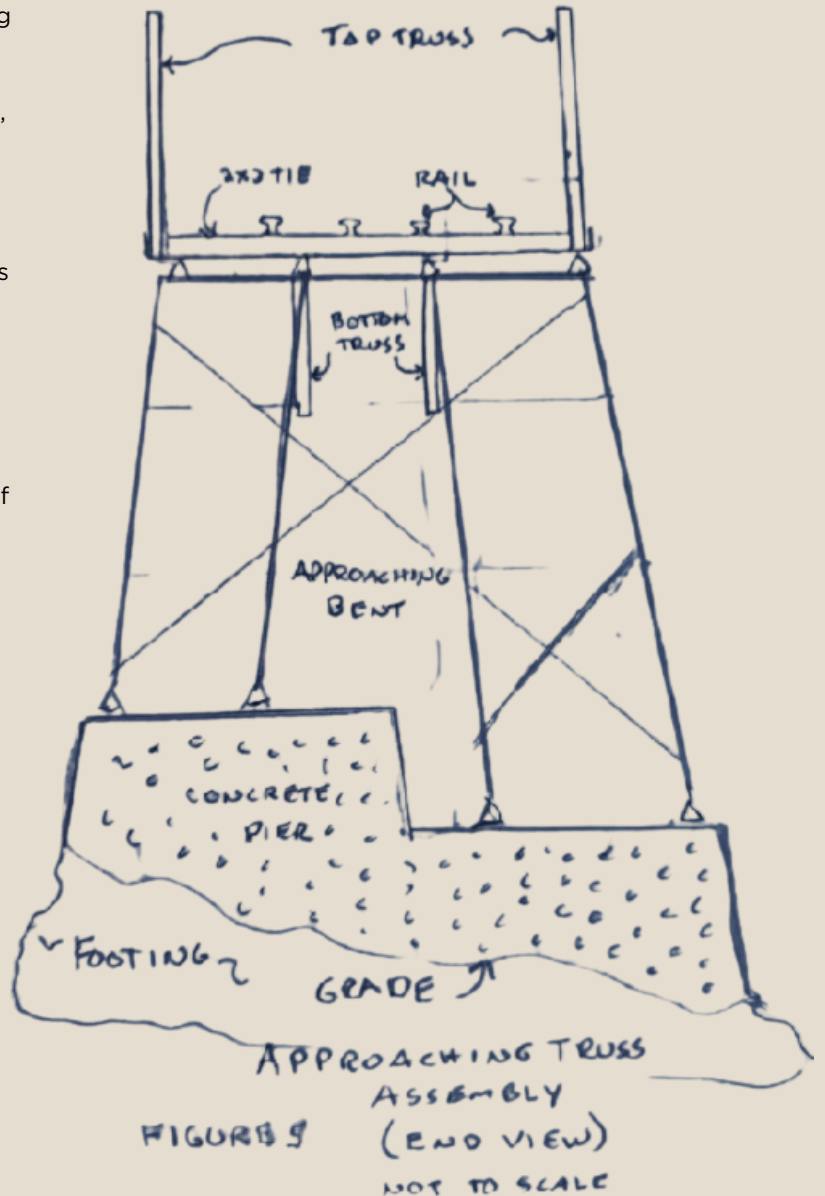 g
,
s
f
TOP TRUSS
2x2 TIE
RAIL
BOTTOM
TRUSS
APPROACHING
BENT
CONCRETE
PIER
FOOTING
GRADE
APPROACHING TRUSS
ASSEMBLY
(END VIEW)
NOT TO SCALE